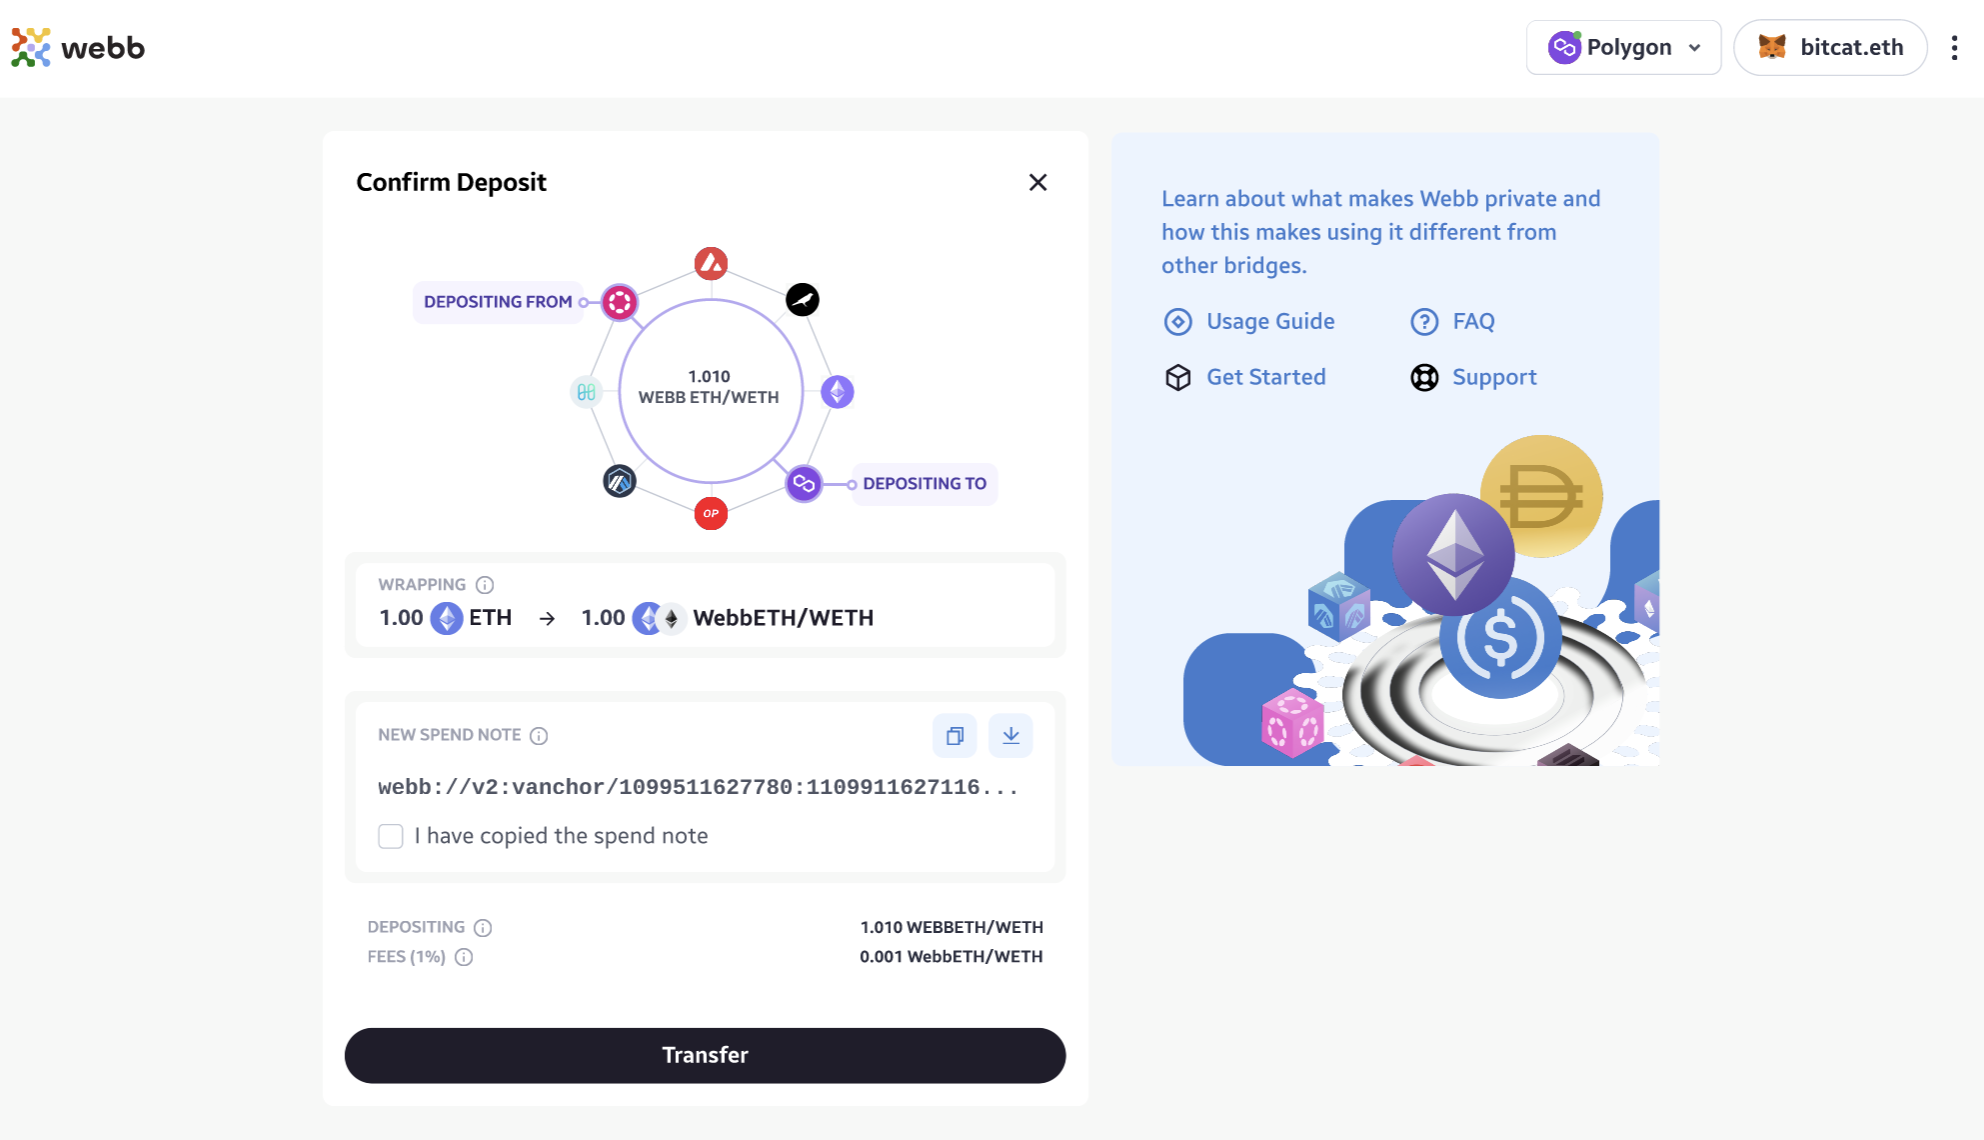 webb
Polygon
bitcat.eth
Confirm Deposit
DEPOSITING FROM
1.010
WEBB ETH/WETH
DEPOSITING TO
OP
WRAPPING
1.00 ETH → 1.00 WebbETH/WETH
NEW SPEND NOTE
webb://v2:vanchor/1099511627780:1109911627116...
I have copied the spend note
DEPOSITING 1.010 WEBBETH/WETH
FEES (1%) 0.001 WebbETH/WETH
Transfer
Learn about what makes Webb private and
how this makes using it different from
other bridges.
Usage Guide FAQ
Get Started Support